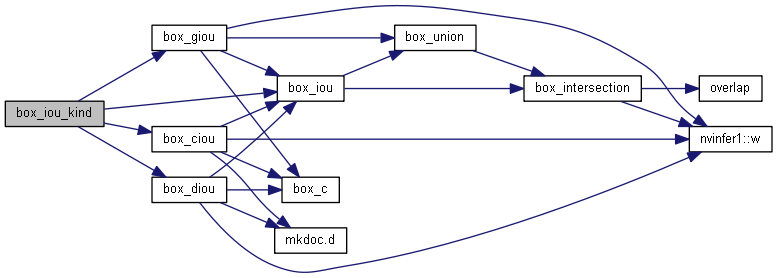 box_giou
box_union
box_iou
box_intersection
overlap
box_iou_kind
box_ciou
nvinfer1::w
box_diou
box_c
mkdoc.d